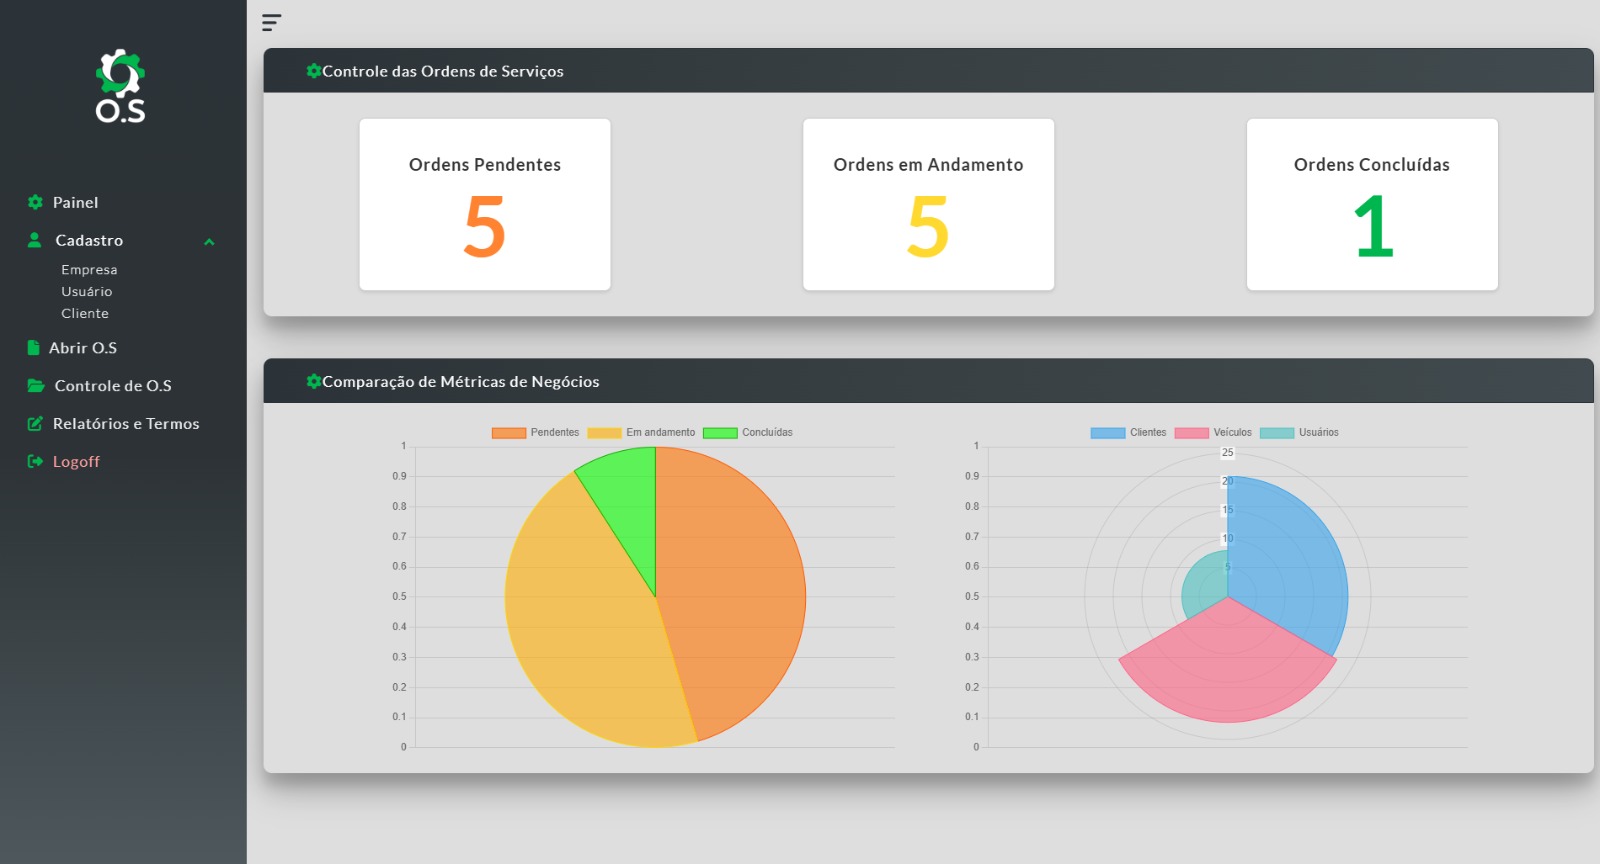 O.S
Painel
Cadastro
Empresa
Usuário
Cliente
Abrir O.S
Controle de O.S
Relatórios e Termos
Logoff
Controle das Ordens de Serviços
Ordens Pendentes
5
Ordens em Andamento
5
Ordens Concluídas
1
Comparação de Métricas de Negócios
Pendentes Em andamento Concluídas
1
0.9
0.8
0.7
0.6
0.5
0.4
0.3
0.2
0.1
0
Clientes Veículos Usuários
1
0.9
0.8
0.7
0.6
0.5
0.4
0.3
0.2
0.1
0
25
20
15
10
5